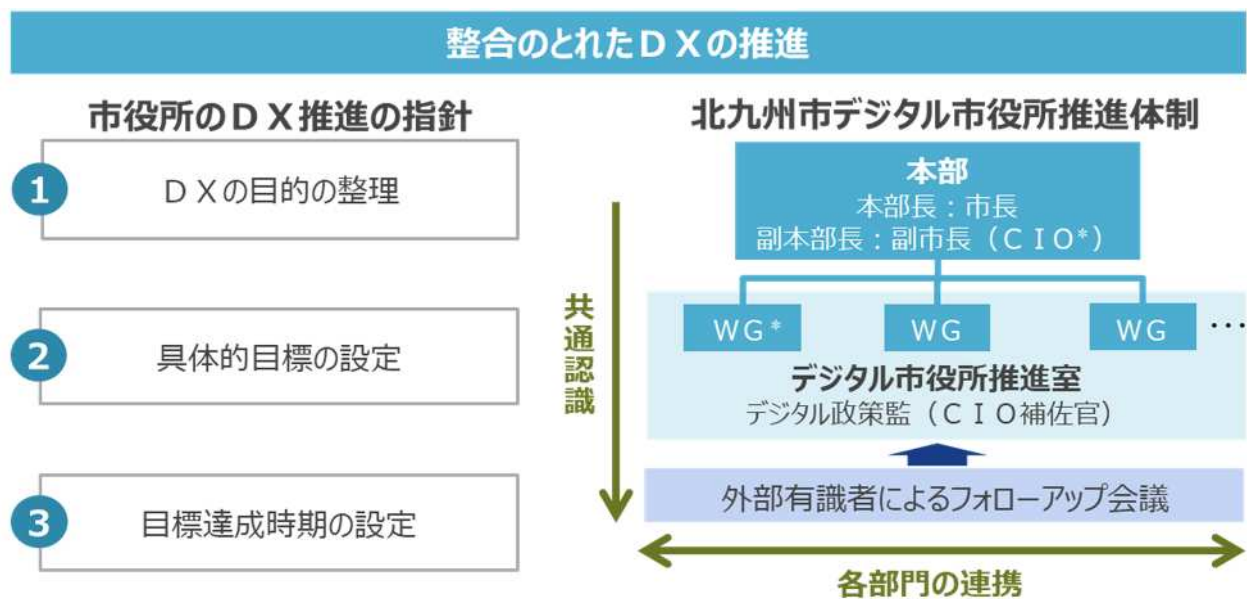 整合のとれたＤＸの推進
市役所のＤＸ推進の指針
1 ＤＸの目的の整理
2 具体的目標の設定
3 目標達成時期の設定
共通認識
北九州市デジタル市役所推進体制
本部
本部長：市長
副本部長：副市長（ＣＩＯ*）
ＷＧ* ＷＧ ＷＧ …
デジタル市役所推進室
デジタル政策監（ＣＩＯ補佐官）
外部有識者によるフォローアップ会議
各部門の連携